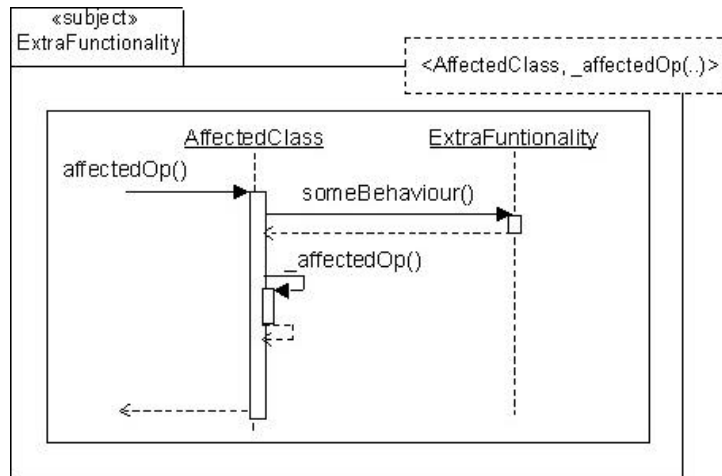 «subject»
ExtraFunctionality
<AffectedClass, _affectedOp(..)>
AffectedClass
ExtraFuntionality
affectedOp()
someBehaviour()
_affectedOp()